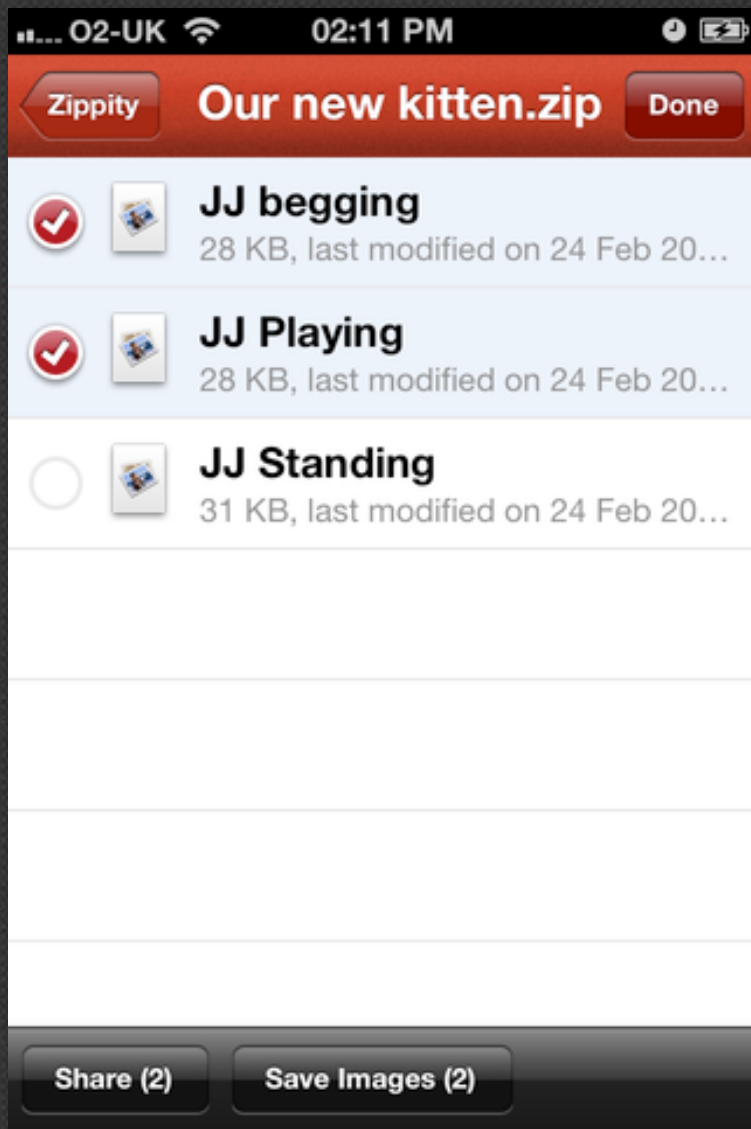 O2-UK 02:11 PM
Zippity Our new kitten.zip Done
JJ begging
28 KB, last modified on 24 Feb 20...
JJ Playing
28 KB, last modified on 24 Feb 20...
JJ Standing
31 KB, last modified on 24 Feb 20...
Share (2) Save Images (2)